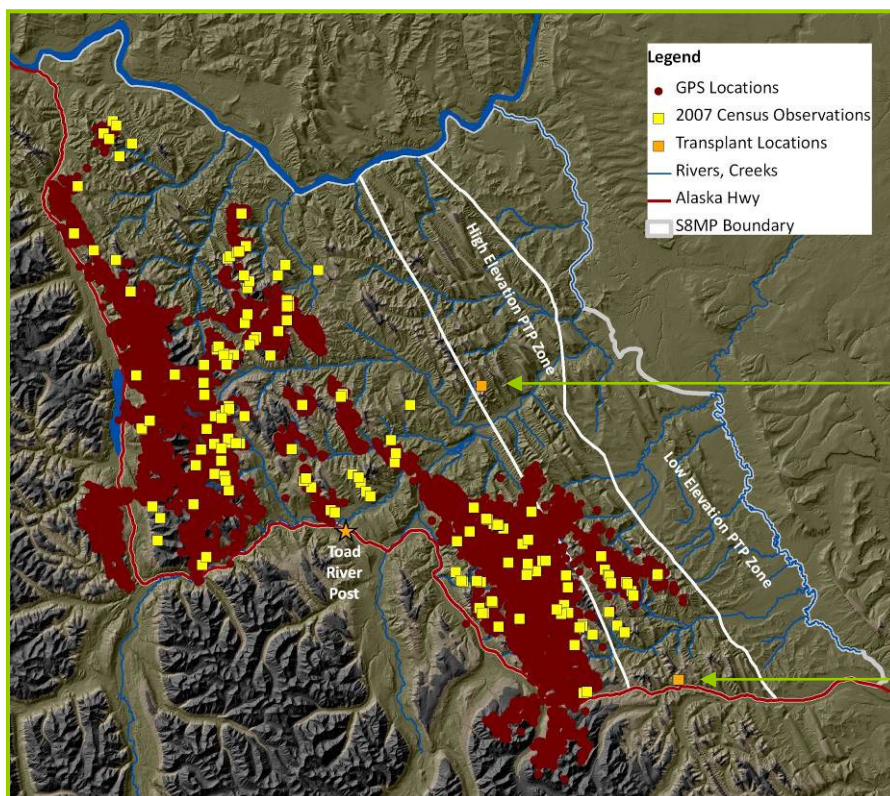 Legend
GPS Locations
2007 Census Observations
Transplant Locations
Rivers, Creeks
Alaska Hwy
S8MP Boundary
High Elevation PTP Zone
Low Elevation PTP Zone
Toad
River
Post